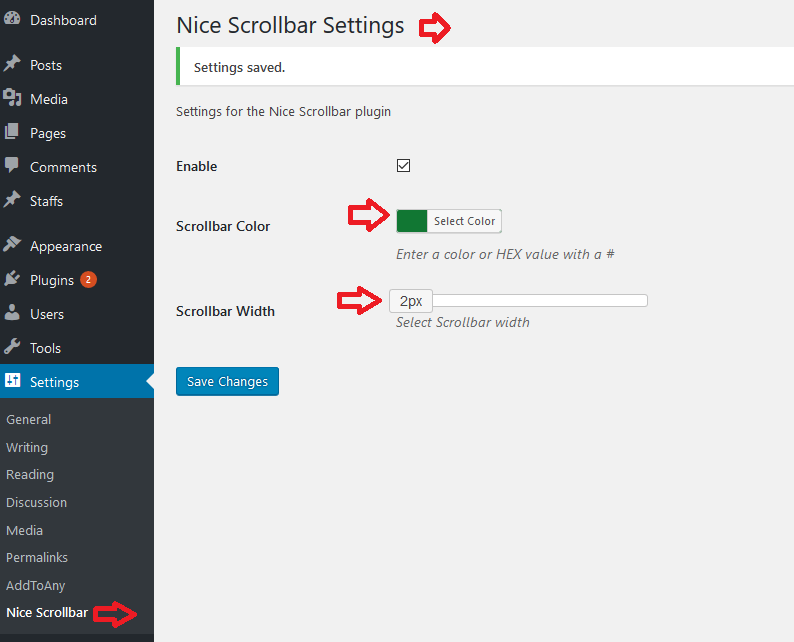 Dashboard
Posts
Media
Pages
Comments
Staffs
Appearance
Plugins 2
Users
Tools
Settings
General
Writing
Reading
Discussion
Media
Permalinks
AddToAny
Nice Scrollbar
Nice Scrollbar Settings
Settings saved.
Settings for the Nice Scrollbar plugin
Enable
Scrollbar Color
Select Color
Enter a color or HEX value with a #
Scrollbar Width
2px
Select Scrollbar width
Save Changes